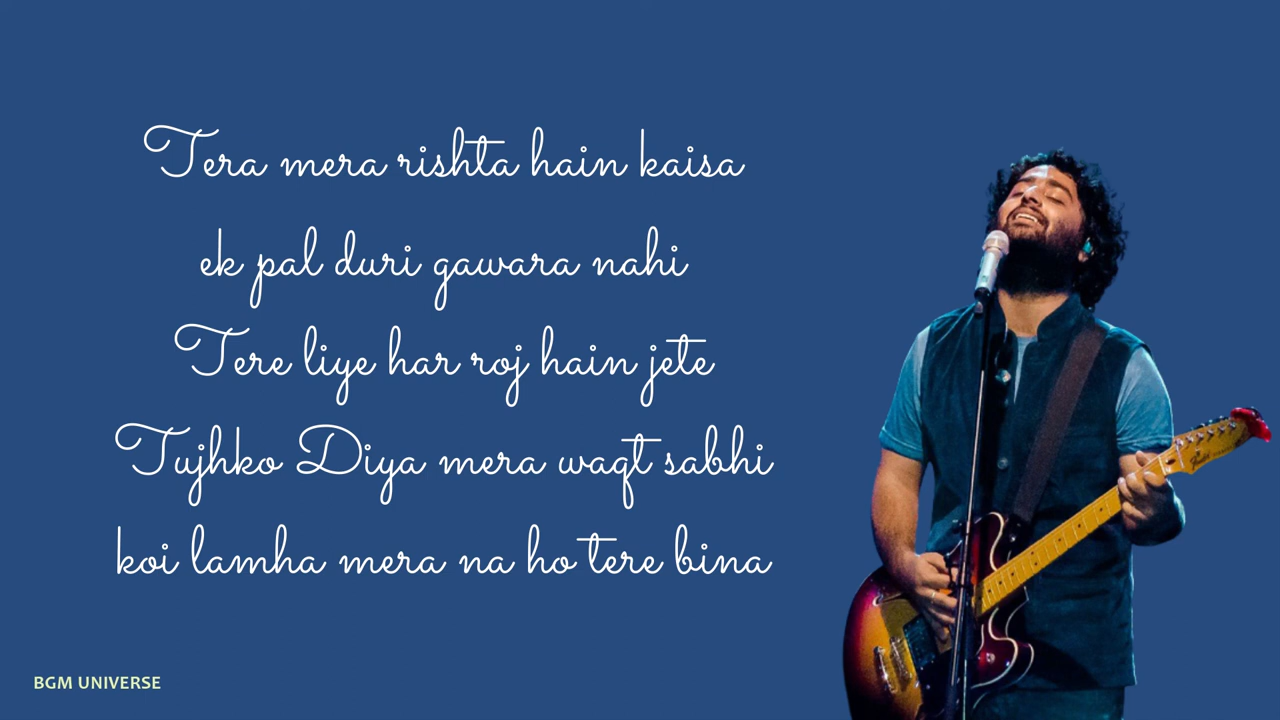 Tera mera rishta hain kaisa
ek pal duri gawara nahi
Tere liye har roj hain jete
Tujhko Diya mera waqt sabhi
koi lamha mera na ho tere bina
BGM UNIVERSE
Fender